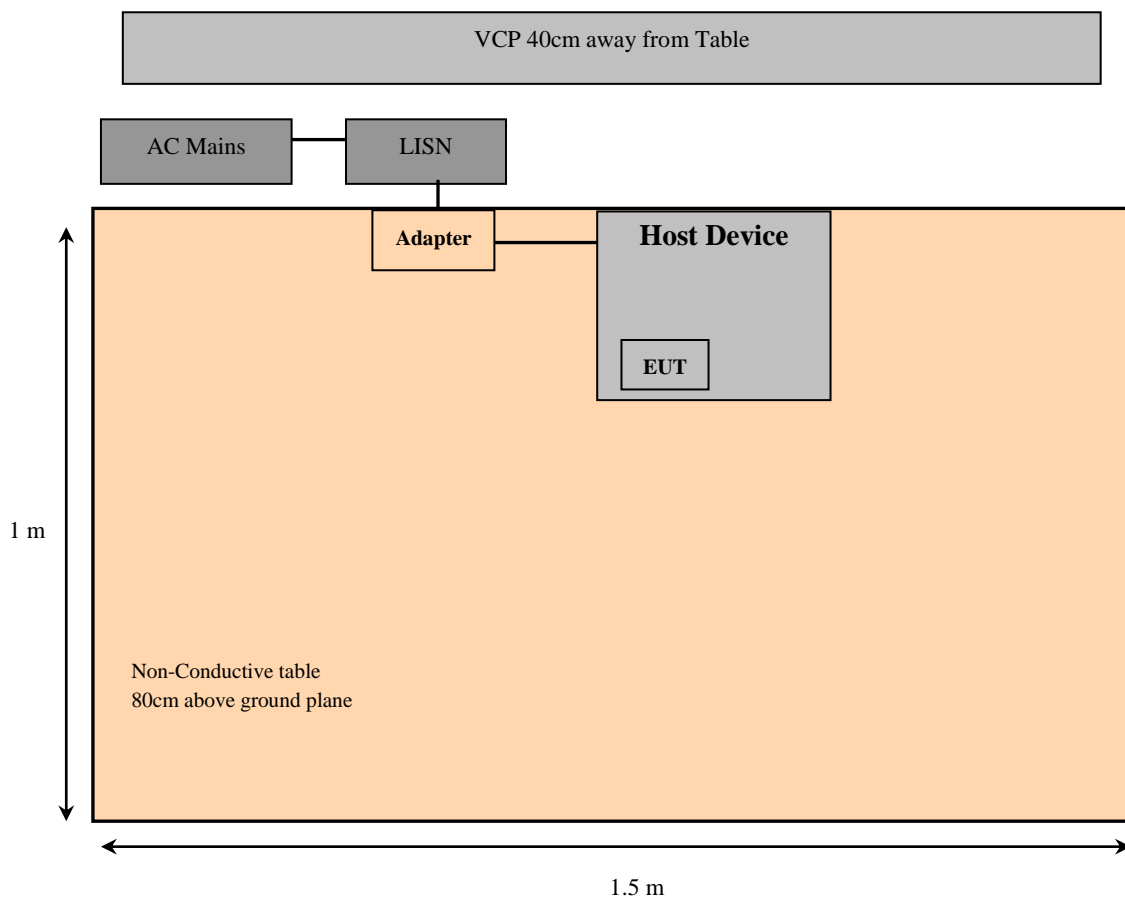 VCP 40cm away from Table
AC Mains
LISN
Adapter
Host Device
EUT
1 m
Non-Conductive table
80cm above ground plane
1.5 m